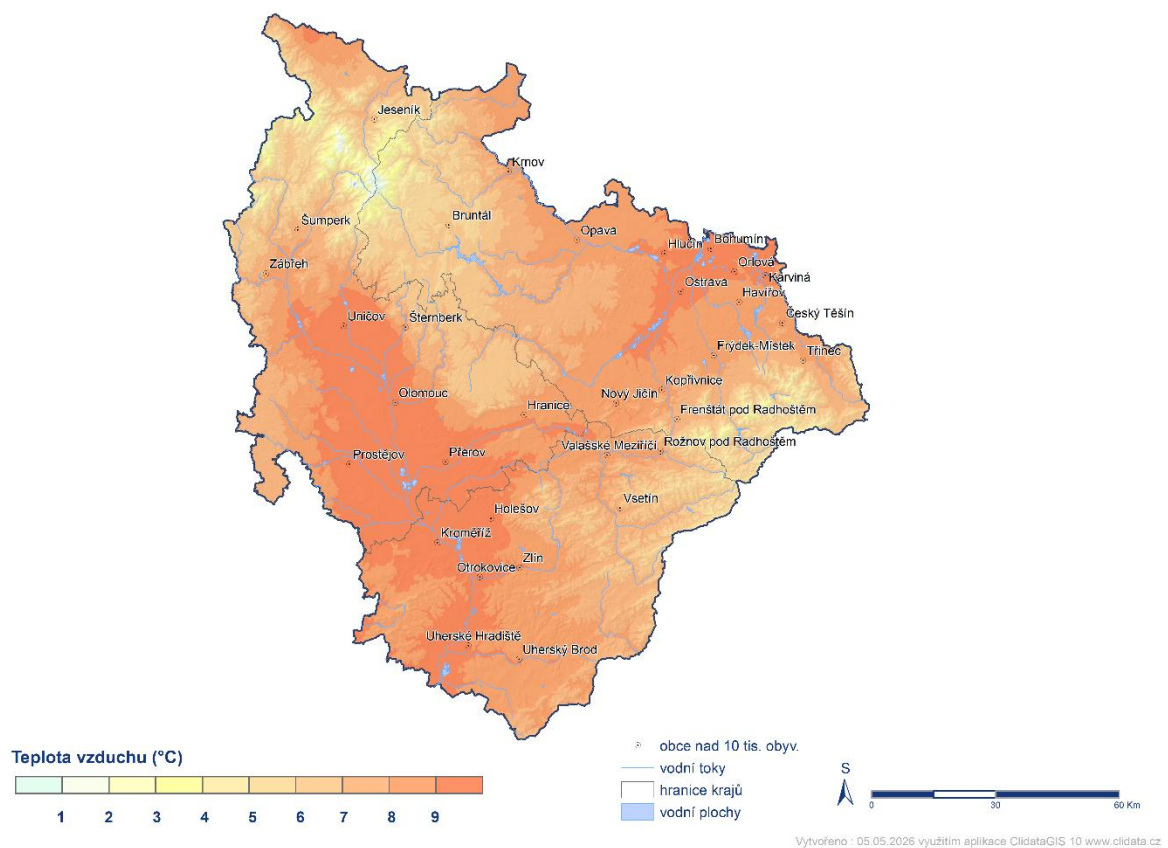 Jeseník
Krnov
Šumperk
Bruntál
Opava
Hlučín
Bohumín
Zábřeh
Orlová
Karviná
Ostrava
Havířov
Uničov
Šternberk
Český Těšín
Frýdek-Místek
Třinec
Kopřivnice
Olomouc
Nový Jičín
Hranice
Frenštát pod Radhoštěm
Valašské Meziříčí
Rožnov pod Radhoštěm
Prostějov
Přerov
Vsetín
Holešov
Kroměříž
Zlín
Otrokovice
Uherské Hradiště
Uherský Brod
Teplota vzduchu (°C)
1 2 3 4 5 6 7 8 9
obce nad 10 tis. obyv.
vodní toky
hranice krajů
vodní plochy
S
0 30 60 Km
Vytvořeno : 05.05.2026 využitím aplikace ClidataGIS 10 www.clidata.cz